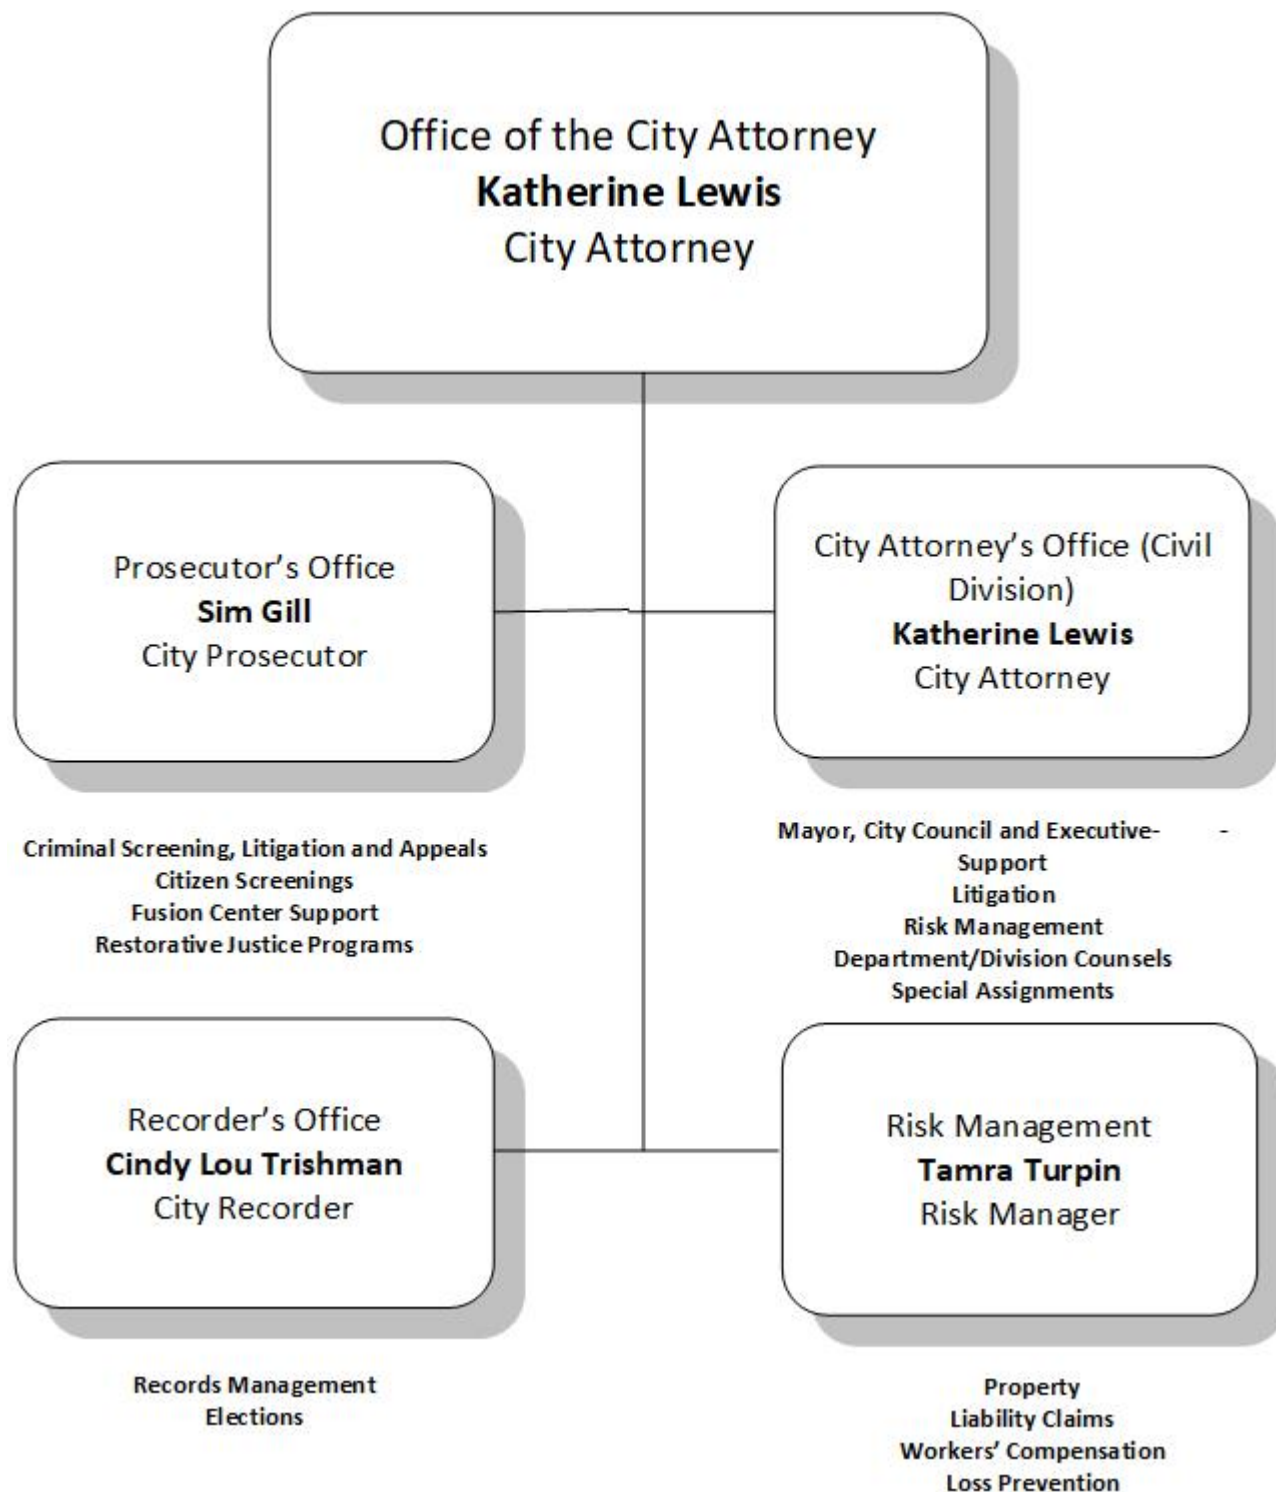 Office of the City Attorney
Katherine Lewis
City Attorney
Prosecutor’s Office
Sim Gill
City Prosecutor
City Attorney’s Office (Civil
Division)
Katherine Lewis
City Attorney
Criminal Screening, Litigation and Appeals
Citizen Screenings
Fusion Center Support
Restorative Justice Programs
Mayor, City Council and Executive- -
Support
Litigation
Risk Management
Department/Division Counsels
Special Assignments
Recorder’s Office
Cindy Lou Trishman
City Recorder
Risk Management
Tamra Turpin
Risk Manager
Records Management
Elections
Property
Liability Claims
Workers’ Compensation
Loss Prevention